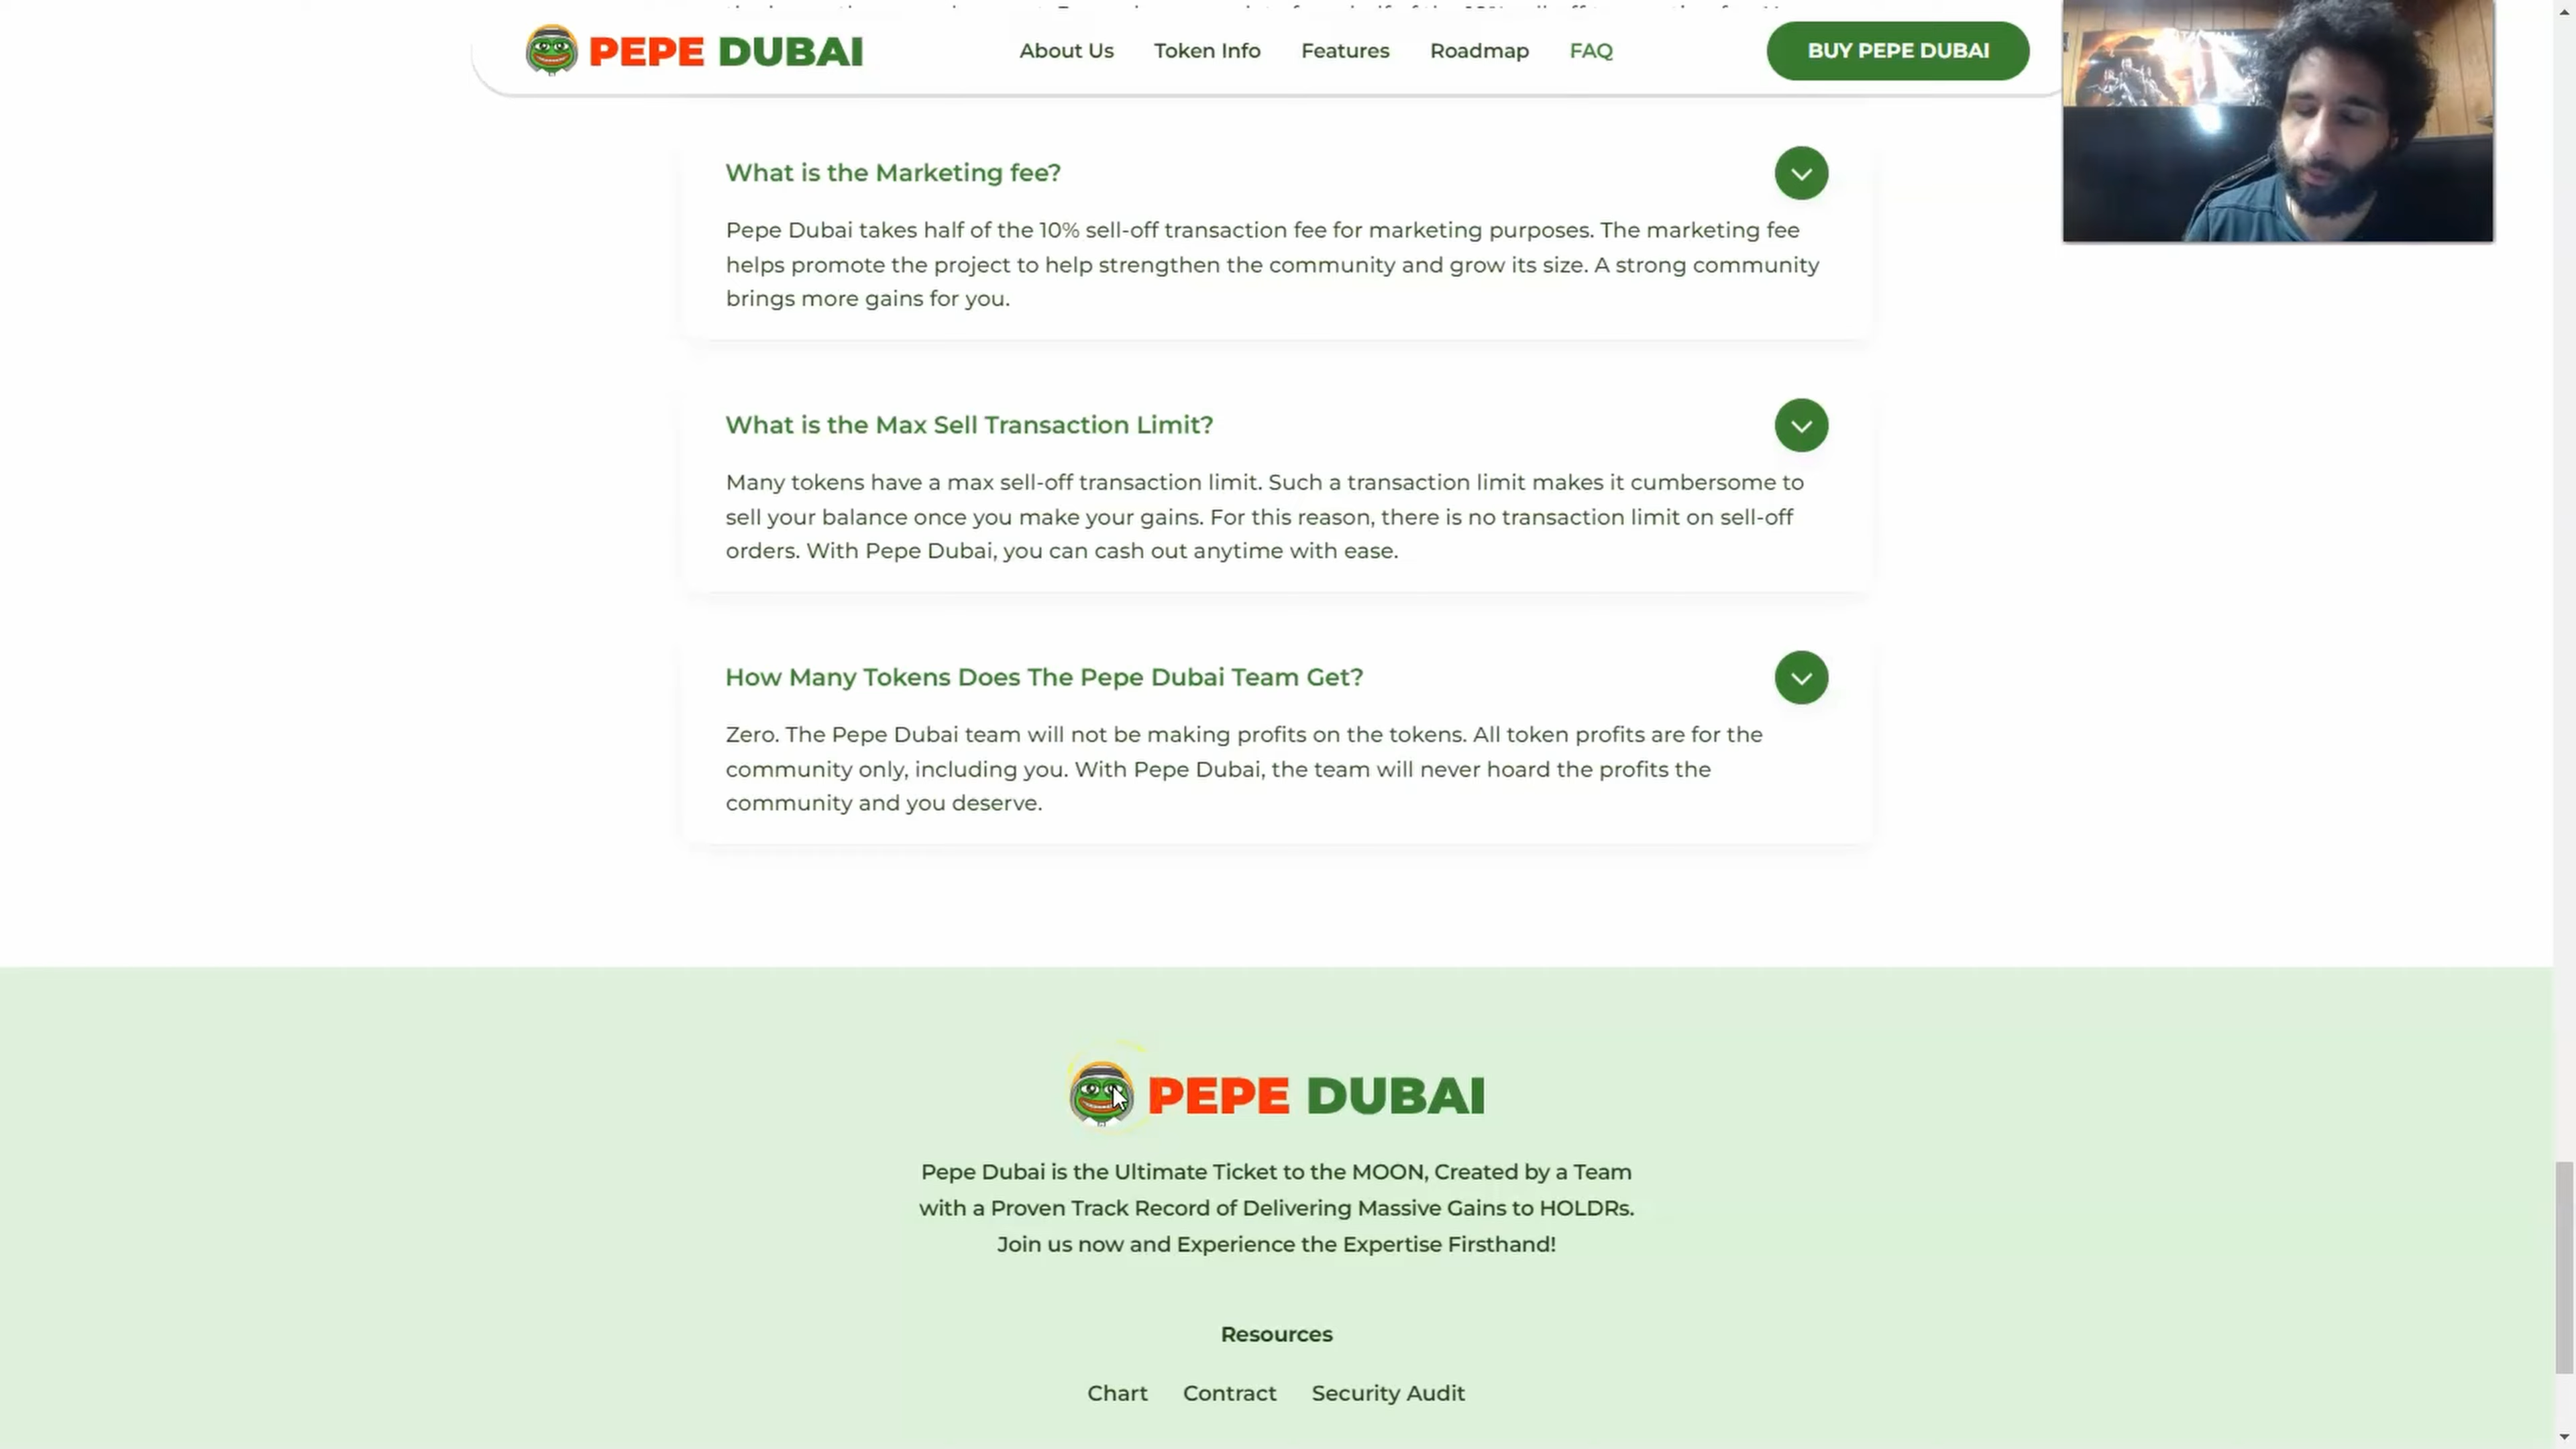 PEPE DUBAI
About Us
Token Info
Features
Roadmap
FAQ
BUY PEPE DUBAI
What is the Marketing fee?
Pepe Dubai takes half of the 10% sell-off transaction fee for marketing purposes. The marketing fee
helps promote the project to help strengthen the community and grow its size. A strong community
brings more gains for you.
What is the Max Sell Transaction Limit?
Many tokens have a max sell-off transaction limit. Such a transaction limit makes it cumbersome to
sell your balance once you make your gains. For this reason, there is no transaction limit on sell-off
orders. With Pepe Dubai, you can cash out anytime with ease.
How Many Tokens Does The Pepe Dubai Team Get?
Zero. The Pepe Dubai team will not be making profits on the tokens. All token profits are for the
community only, including you. With Pepe Dubai, the team will never hoard the profits the
community and you deserve.
PEPE DUBAI
Pepe Dubai is the Ultimate Ticket to the MOON, Created by a Team
with a Proven Track Record of Delivering Massive Gains to HOLDRs.
Join us now and Experience the Expertise Firsthand!
Resources
Chart
Contract
Security Audit